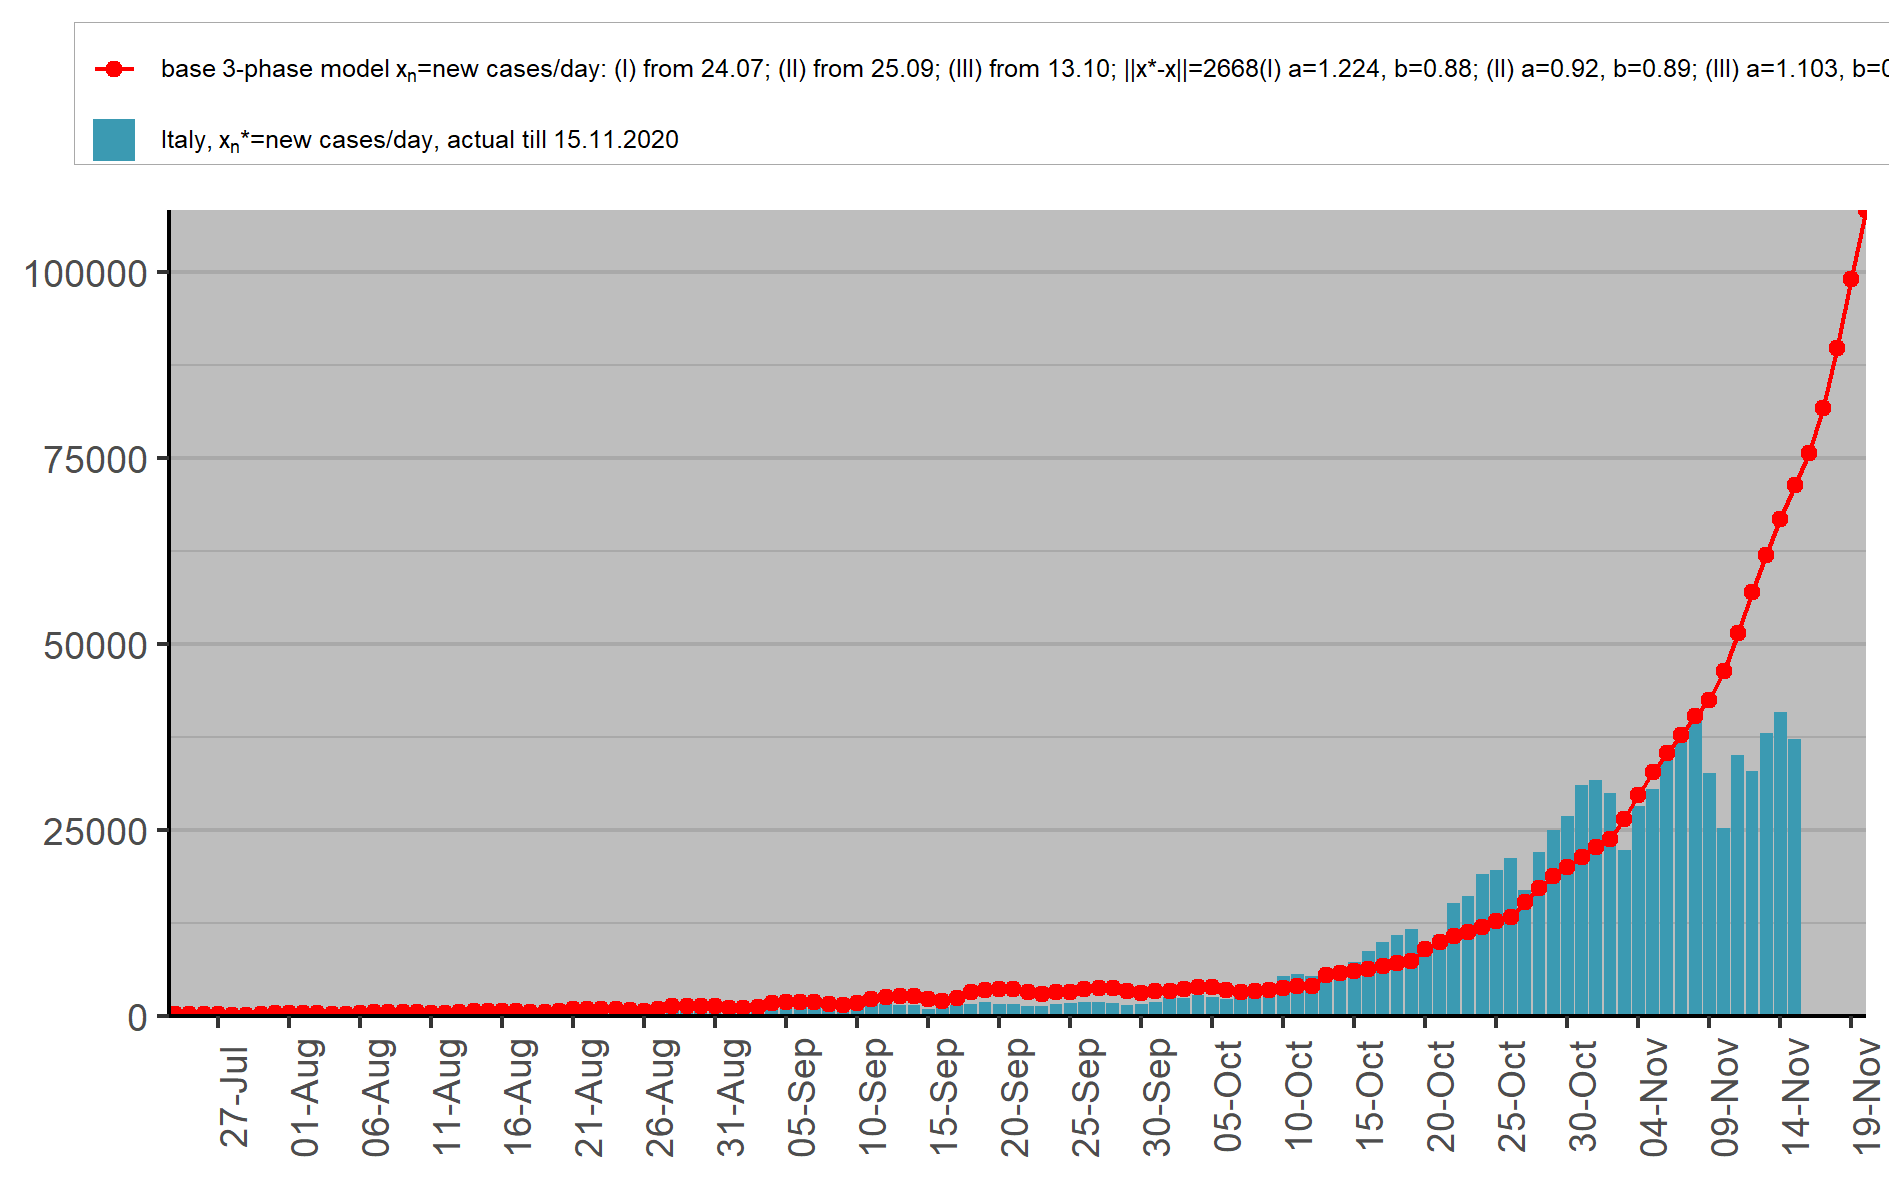 base 3-phase model xn=new cases/day: (I) from 24.07; (II) from 25.09; (III) from 13.10; ||x*-x||=2668(I) a=1.224, b=0.88; (II) a=0.92, b=0.89; (III) a=1.103, b=
Italy, xn*=new cases/day, actual till 15.11.2020
100000
75000
50000
25000
0
27-Jul
01-Aug
06-Aug
11-Aug
16-Aug
21-Aug
26-Aug
31-Aug
05-Sep
10-Sep
15-Sep
20-Sep
25-Sep
30-Sep
05-Oct
10-Oct
15-Oct
20-Oct
25-Oct
30-Oct
04-Nov
09-Nov
14-Nov
19-Nov